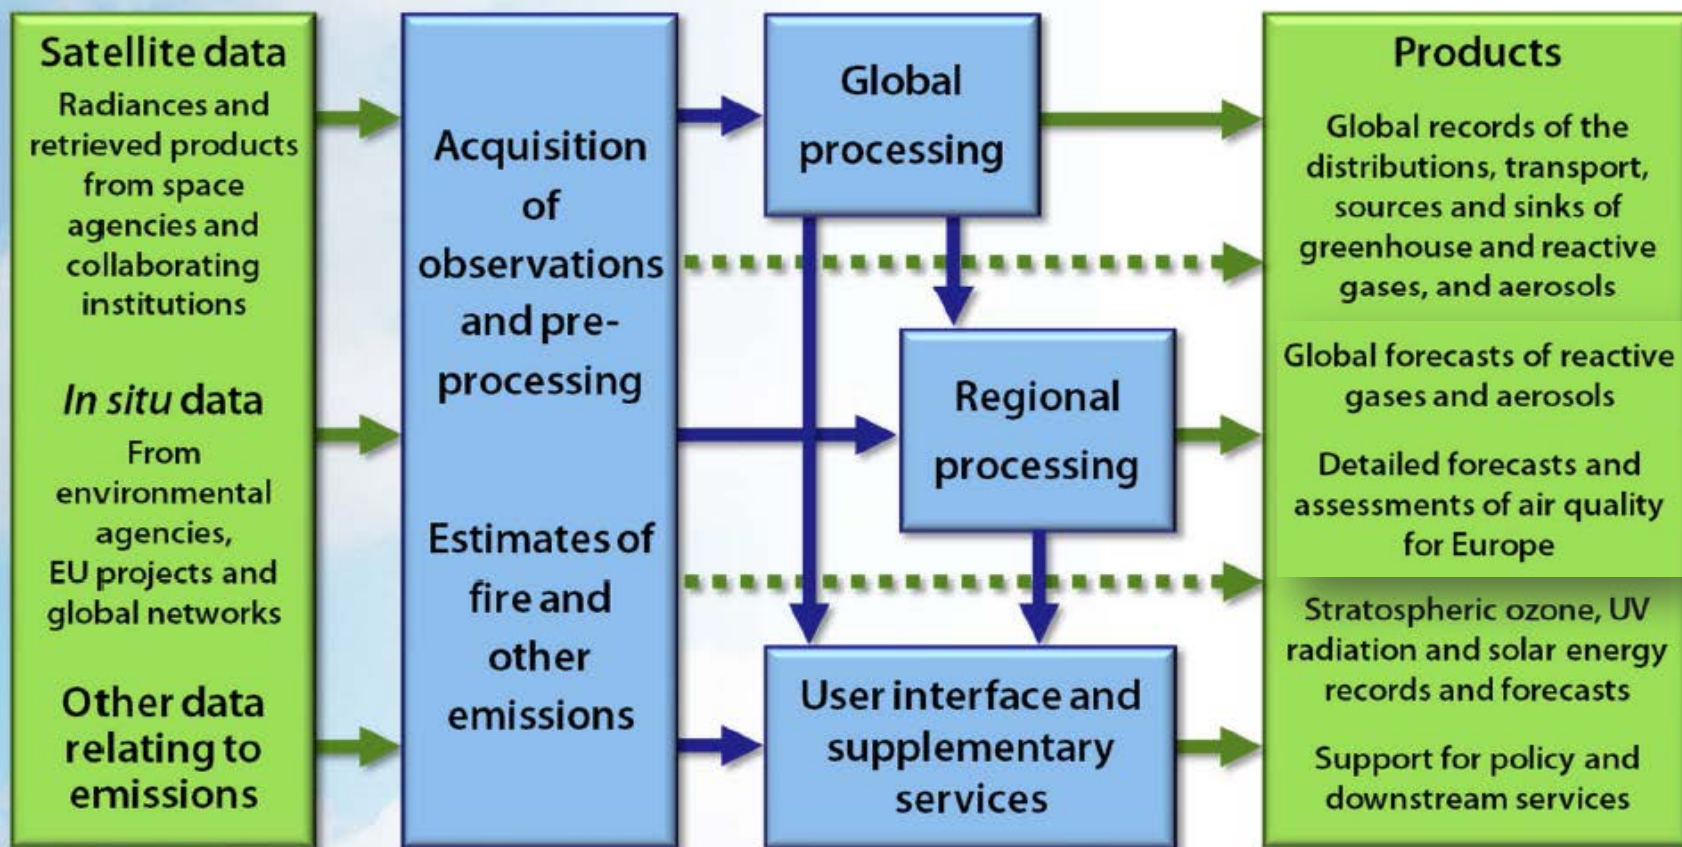 Satellite data
Radiances and
retrieved products
from space
agencies and
collaborating
institutions
In situ data
From
environmental
agencies,
EU projects and
global networks
Other data
relating to
emissions
Acquisition
of
observations
and pre-
processing
Estimates of
fire and
other
emissions
Global
processing
Regional
processing
User interface and
supplementary
services
Products
Global records of the
distributions, transport,
sources and sinks of
greenhouse and reactive
gases, and aerosols
Global forecasts of reactive
gases and aerosols
Detailed forecasts and
assessments of air quality
for Europe
Stratospheric ozone, UV
radiation and solar energy
records and forecasts
Support for policy and
downstream services